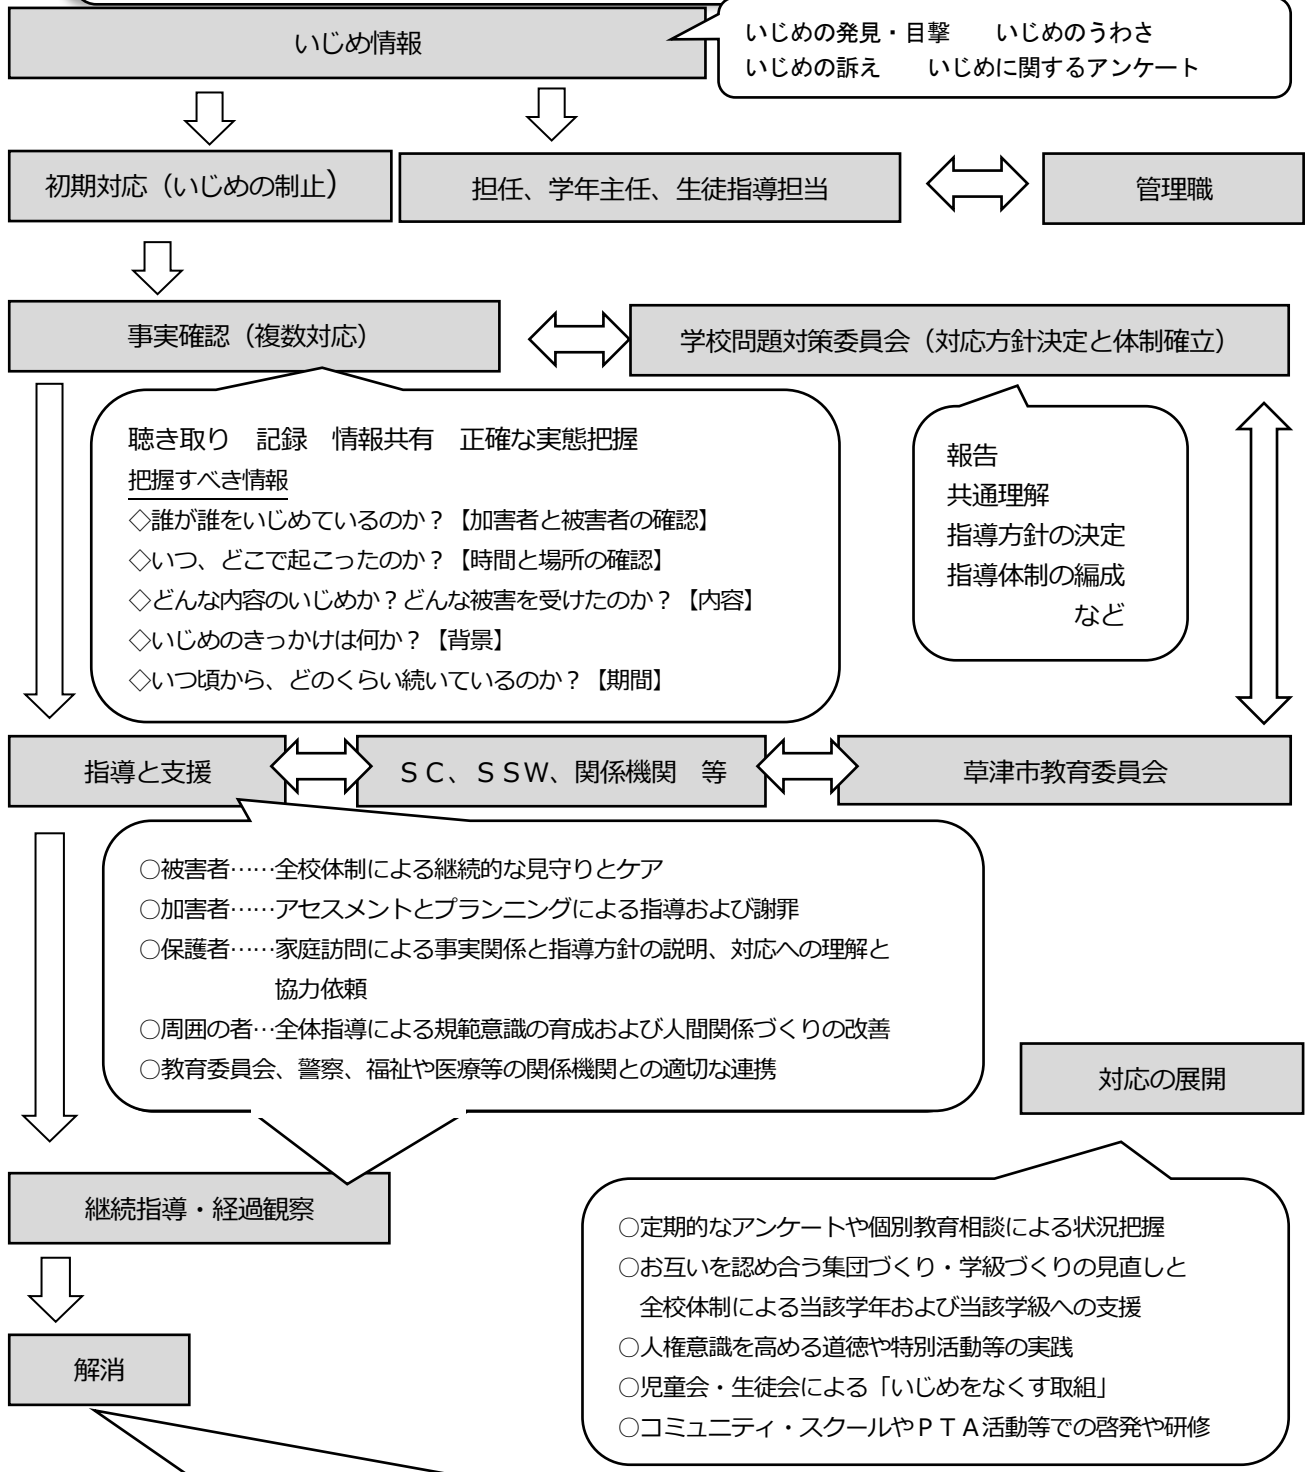 いじめ情報
いじめの発見・目撃　　いじめのうわさ
いじめの訴え　　いじめに関するアンケート
初期対応（いじめの制止）
担任、学年主任、生徒指導担当
管理職
事実確認（複数対応）
学校問題対策委員会（対応方針決定と体制確立）
聴き取り　記録　情報共有　正確な実態把握
把握すべき情報
◇誰が誰をいじめているのか？【加害者と被害者の確認】
◇いつ、どこで起こったのか？【時間と場所の確認】
◇どんな内容のいじめか？どんな被害を受けたのか？【内容】
◇いじめのきっかけは何か？【背景】
◇いつ頃から、どのくらい続いているのか？【期間】
報告
共通理解
指導方針の決定
指導体制の編成
など
指導と支援
ＳＣ、ＳＳＷ、関係機関　等
草津市教育委員会
○被害者……全校体制による継続的な見守りとケア
○加害者……アセスメントとプランニングによる指導および謝罪
○保護者……家庭訪問による事実関係と指導方針の説明、対応への理解と
協力依頼
○周囲の者…全体指導による規範意識の育成および人間関係づくりの改善
○教育委員会、警察、福祉や医療等の関係機関との適切な連携
対応の展開
継続指導・経過観察
○定期的なアンケートや個別教育相談による状況把握
○お互いを認め合う集団づくり・学級づくりの見直しと
全校体制による当該学年および当該学級への支援
○人権意識を高める道徳や特別活動等の実践
○児童会・生徒会による「いじめをなくす取組」
○コミュニティ・スクールやＰＴＡ活動等での啓発や研修
解消